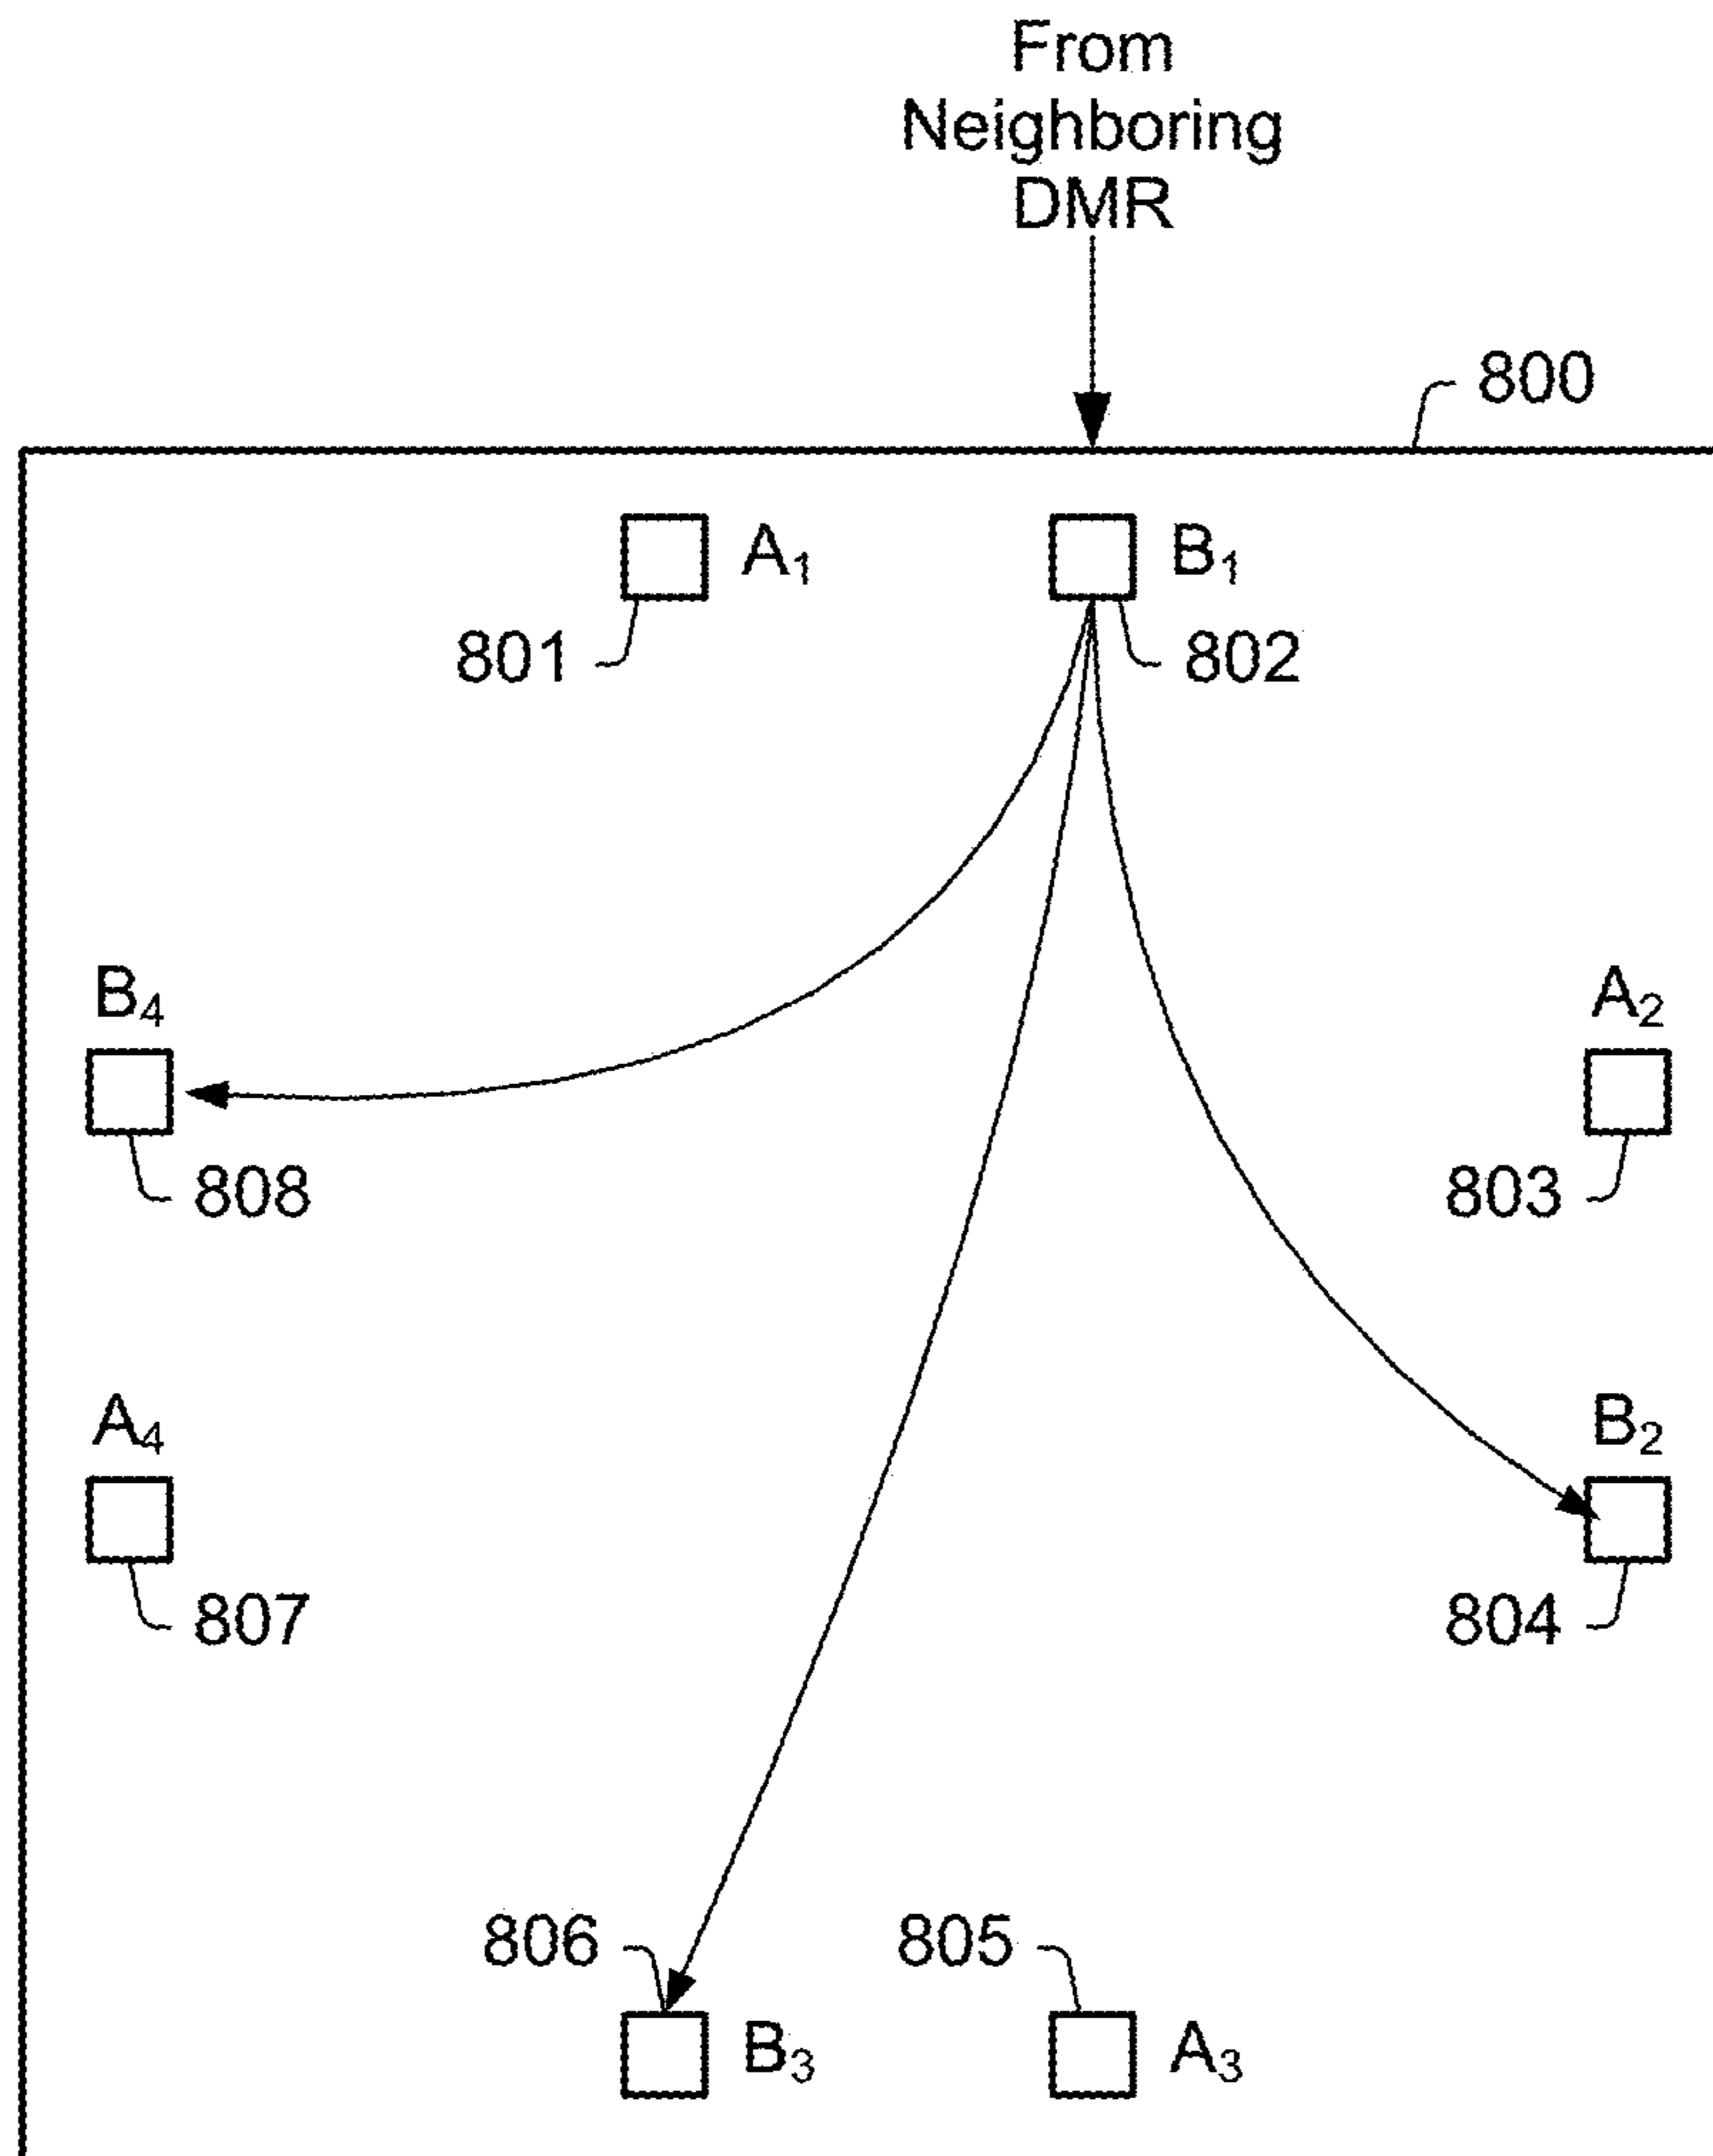 From
Neighboring
DMR
800
A₁
B₁
801
802
B₄
A₂
808
803
A₄
B₂
807
804
806
805
B₃
A₃